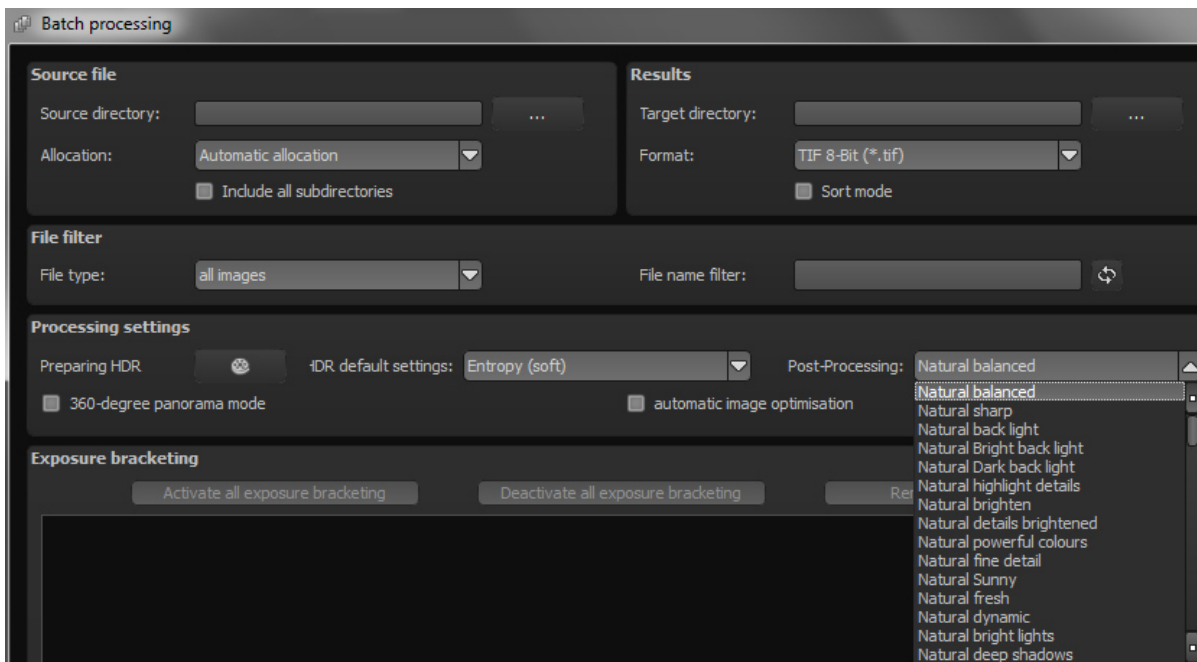 Batch processing
Source file
Results
Source directory:
...
Target directory:
...
Allocation:
Automatic allocation
Format:
TIF 8-Bit (*.tif)
Include all subdirectories
Sort mode
File filter
File type:
all images
File name filter:
Processing settings
Preparing HDR
HDR default settings:
Entropy (soft)
Post-Processing:
Natural balanced
360-degree panorama mode
automatic image optimisation
Natural balanced
Natural sharp
Natural back light
Natural Bright back light
Natural Dark back light
Natural highlight details
Natural brighten
Natural details brightened
Natural powerful colours
Natural fine detail
Natural Sunny
Natural fresh
Natural dynamic
Natural bright lights
Natural deep shadows
Exposure bracketing
Activate all exposure bracketing
Deactivate all exposure bracketing